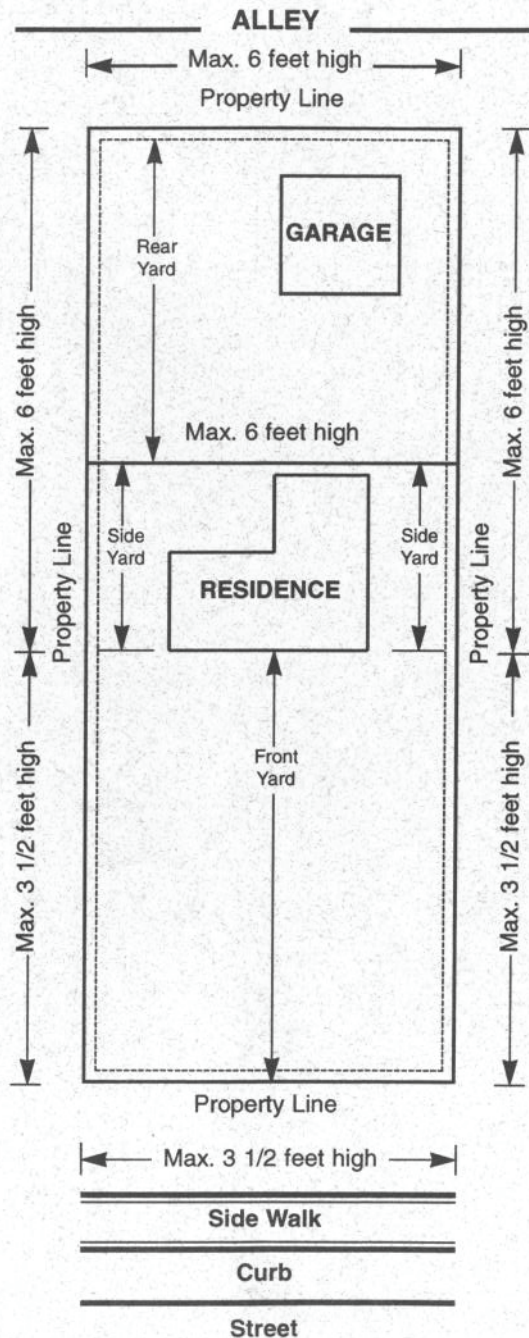 ALLEY
Max. 6 feet high
Property Line
Max. 6 feet high
Max. 6 feet high
Rear
Yard
GARAGE
Max. 6 feet high
Side
Yard
Side
Yard
RESIDENCE
Property Line
Property Line
Front
Yard
Max. 3 1/2 feet high
Max. 3 1/2 feet high
Property Line
Max. 3 1/2 feet high
Side Walk
Curb
Street